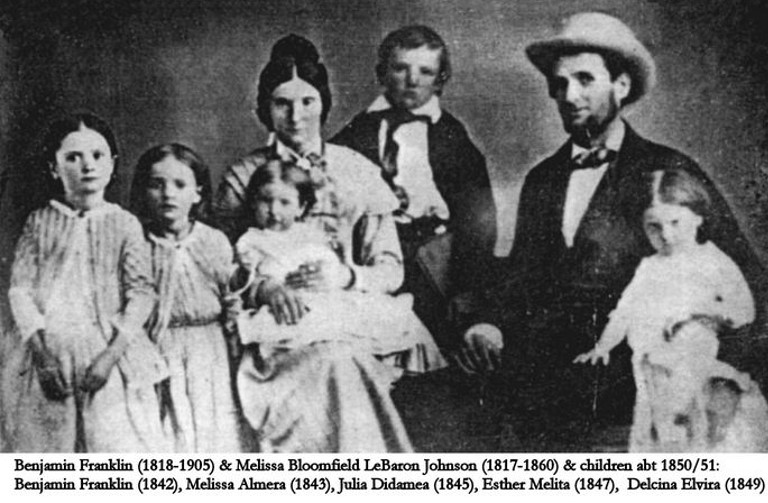 Benjamin Franklin (1818-1905) & Melissa Bloomfield LeBaron Johnson (1817-1860) & children abt 1850/51:
Benjamin Franklin (1842), Melissa Almera (1843), Julia Didamea (1845), Esther Melita (1847), Delcina Elvira (1849)